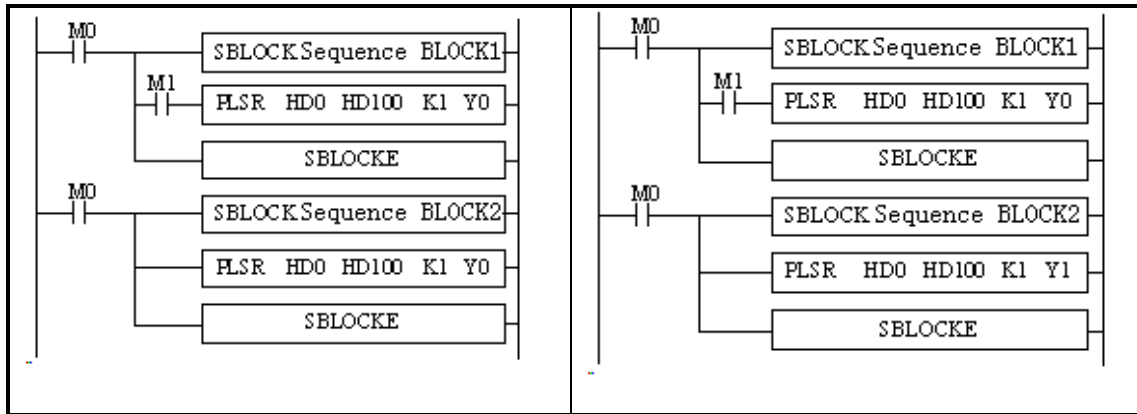 M0
SBLOCK Sequence BLOCK1
M1
PLSR HD0 HD100 K1 Y0
SBLOCKE
M0
SBLOCK Sequence BLOCK2
PLSR HD0 HD100 K1 Y0
SBLOCKE
M0
SBLOCK Sequence BLOCK1
M1
PLSR HD0 HD100 K1 Y0
SBLOCKE
M0
SBLOCK Sequence BLOCK2
PLSR HD0 HD100 K1 Y1
SBLOCKE